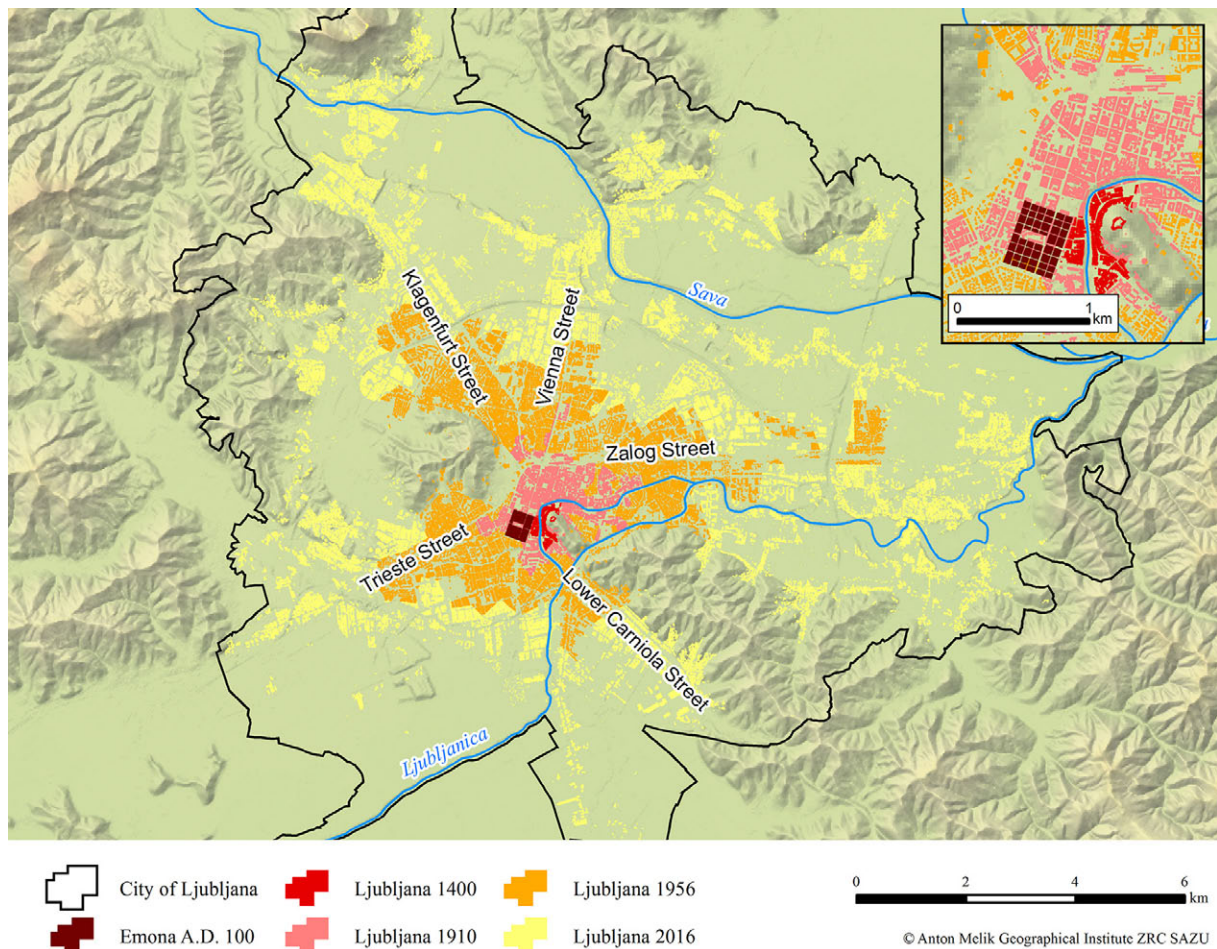 0 1
km
Sava
Klagenfurt Street
Vienna Street
Zalog Street
Trieste Street
Lower Carniola Street
Ljubljanica
City of Ljubljana
Ljubljana 1400
Ljubljana 1956
0 2 4 6
km
Emona A.D. 100
Ljubljana 1910
Ljubljana 2016
© Anton Melik Geographical Institute ZRC SAZU